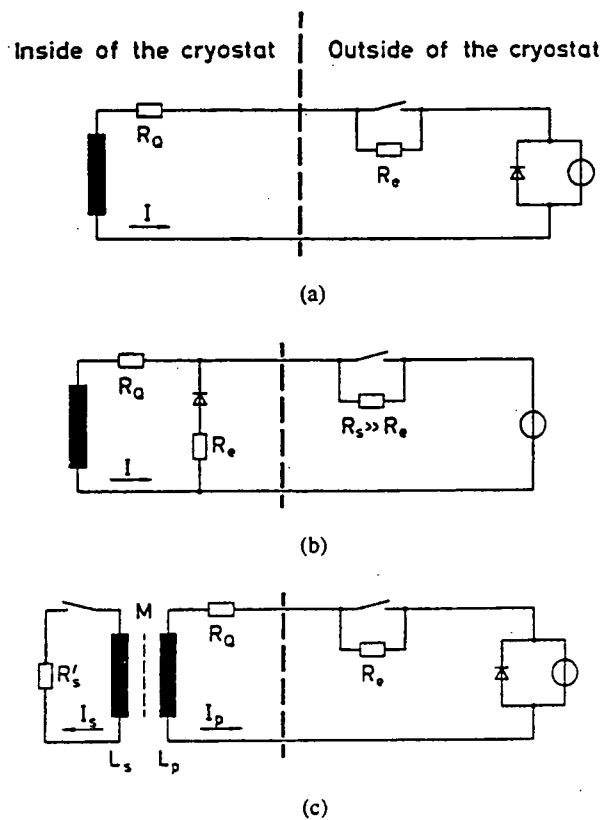 Inside of the cryostat
Outside of the cryostat
R_Q
R_e
I
(a)
R_Q
R_e
R_s >> R_e
I
(b)
M
R_Q
R_e
R_s'
I_s
I_p
L_s
L_p
(c)